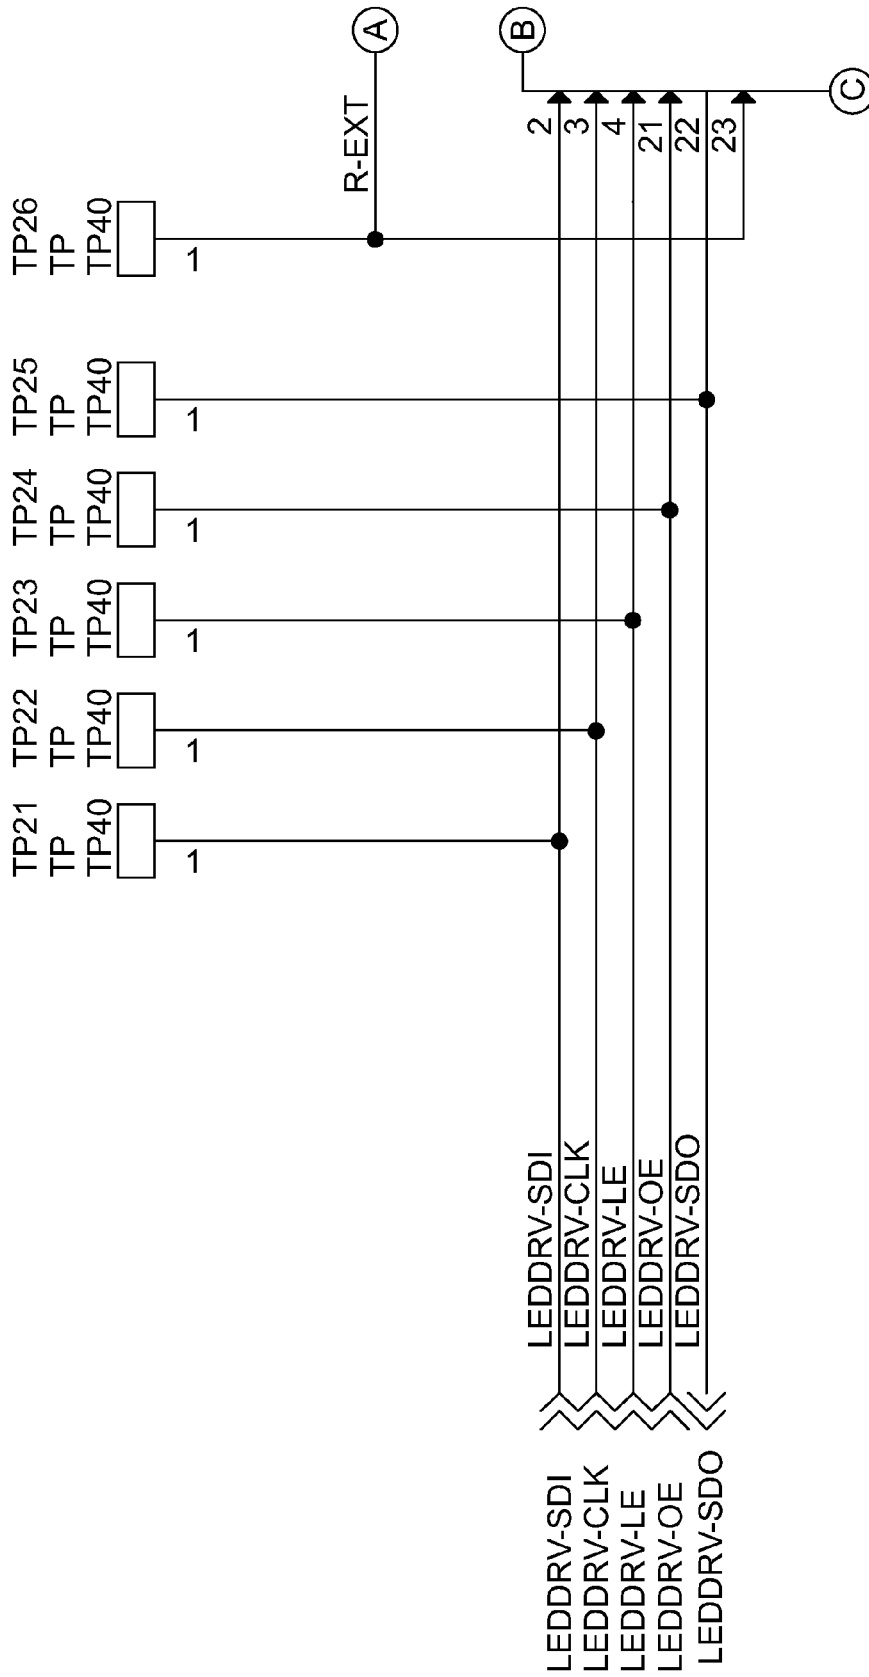 TP26
TP
TP40
1
TP25
TP
TP40
1
TP24
TP
TP40
1
TP23
TP
TP40
1
TP22
TP
TP40
1
TP21
TP
TP40
1
R-EXT
A
B
C
2
3
4
21
22
23
LEDDRV-SDI
LEDDRV-CLK
LEDDRV-LE
LEDDRV-OE
LEDDRV-SDO
LEDDRV-SDI
LEDDRV-CLK
LEDDRV-LE
LEDDRV-OE
LEDDRV-SDO